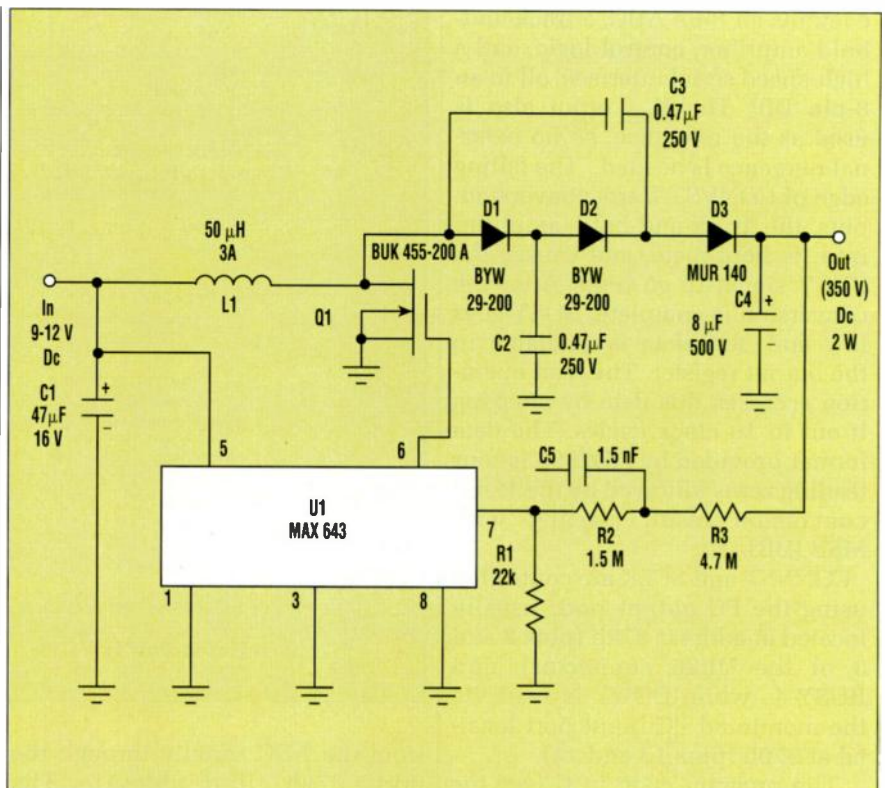 C3
0.47µF
250 V
50 µH
3A
L1
BUK 455-200 A
D1
D2
D3
BYW
29-200
BYW
29-200
MUR 140
In
9-12 V
Dc
Q1
C2
0.47µF
250 V
C4
+
8 µF
500 V
Out
(350 V)
Dc
2 W
C1
+
47µF
16 V
−
5
6
U1
MAX 643
7
C5
1.5 nF
R2
1.5 M
R3
4.7 M
R1
22k
1
3
8